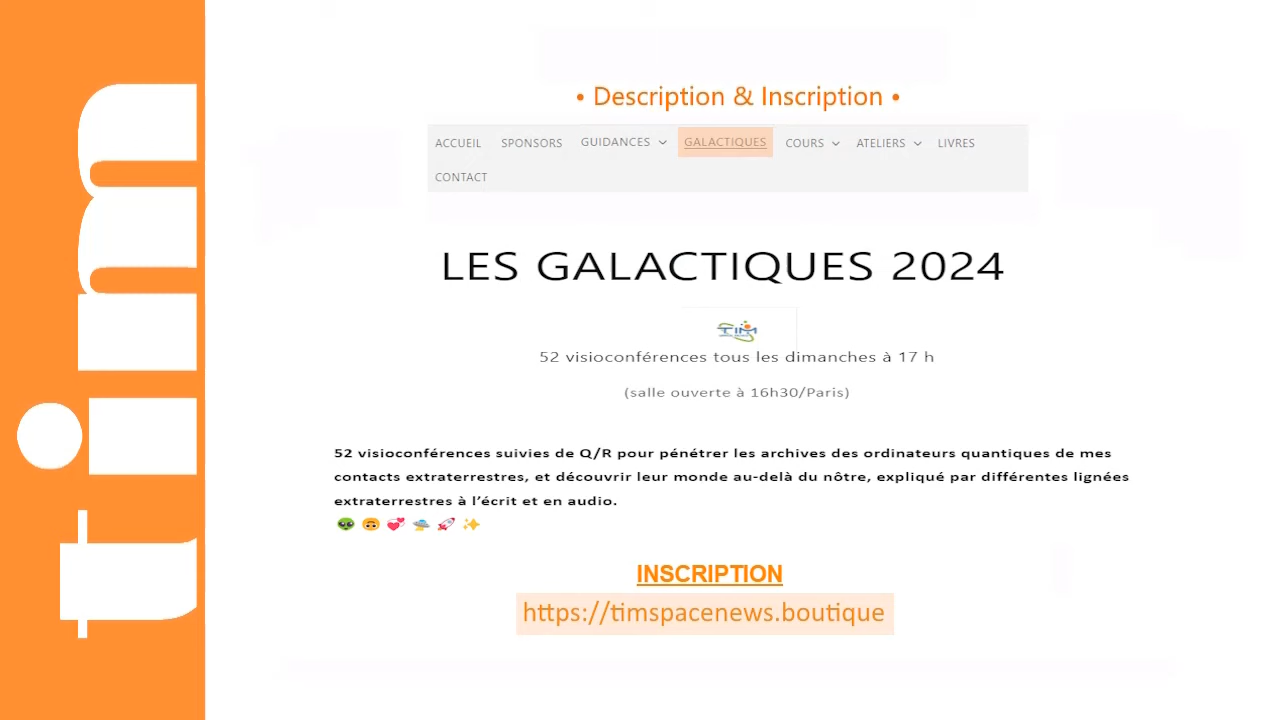 tim
• Description & Inscription •
ACCUEIL SPONSORS GUIDANCES GALACTIQUES COURS ATELIERS LIVRES
CONTACT
LES GALACTIQUES 2024
TIM
52 visioconférences tous les dimanches à 17 h
(salle ouverte à 16h30/Paris)
52 visioconférences suivies de Q/R pour pénétrer les archives des ordinateurs quantiques de mes
contacts extraterrestres, et découvrir leur monde au-delà du nôtre, expliqué par différentes lignées
extraterrestres à l’écrit et en audio.
👽 🙃 💞 🛸 🚀 ✨
INSCRIPTION
https://timspacenews.boutique